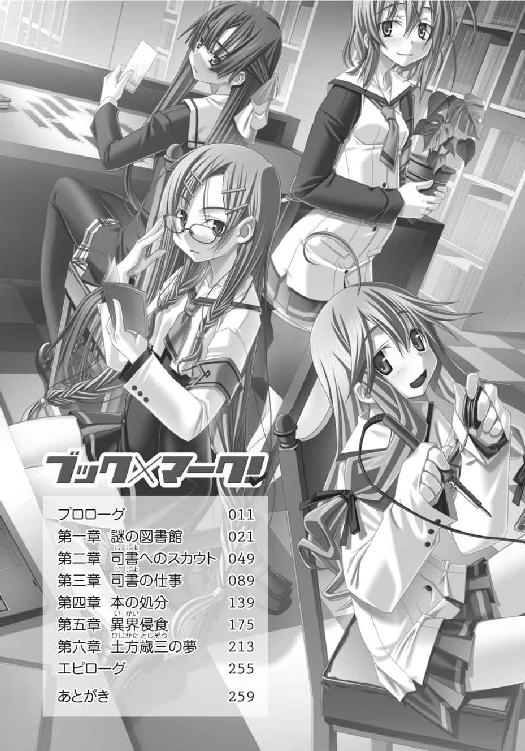 ブック×マーク!
プロローグ 011
第一章 謎の図書館 021
第二章 司書へのスカウト 049
第三章 司書の仕事 089
第四章 本の処分 139
第五章 異界侵食 175
第六章 土方歳三の夢 213
エピローグ 255
あとがき 259